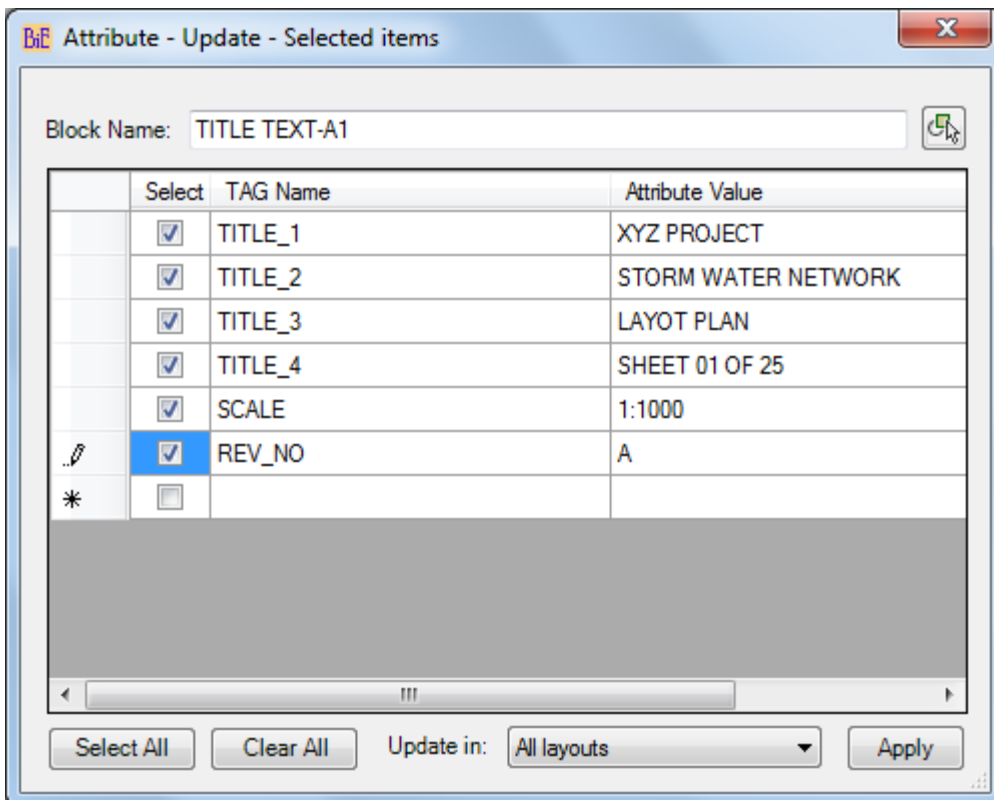 BiE Attribute - Update - Selected items
Block Name: TITLE TEXT-A1
Select TAG Name Attribute Value
TITLE_1 XYZ PROJECT
TITLE_2 STORM WATER NETWORK
TITLE_3 LAYOT PLAN
TITLE_4 SHEET 01 OF 25
SCALE 1:1000
REV_NO A
Select All Clear All Update in: All layouts Apply